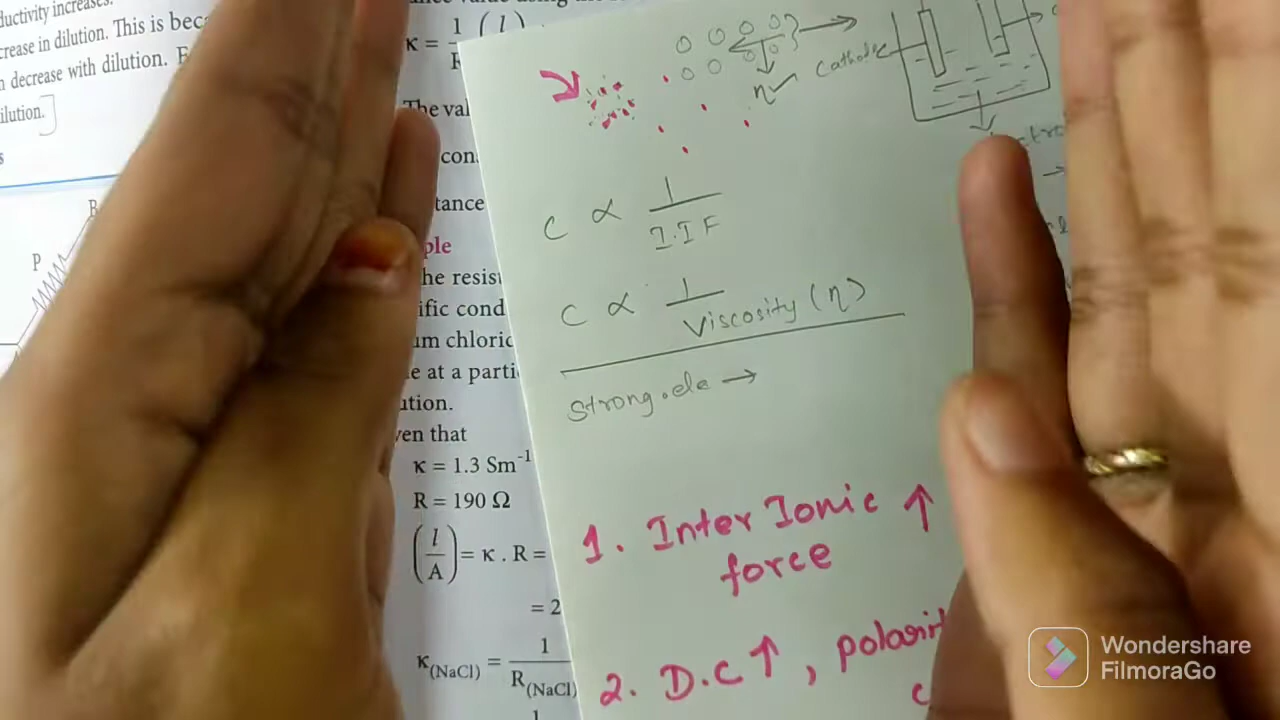 ductivity increases.
crease in dilution. This is beca
n decrease with dilution.
ilution.
P
κ = 1 ( l )
The val
con
tance
ple
he resis
ific cond
um chloric
e at a parti
ution.
ven that
κ = 1.3 Sm⁻¹
R = 190 Ω
(l/A) = κ . R =
= 2
κ(NaCl) = 1/R(NaCl)
η
Cathode
C ∝ 1/I.I F
C ∝ 1/Viscosity (η)
Strong.ele →
1. Inter Ionic ↑
force
2. D.C ↑ , polarit
Wondershare
FilmoraGo